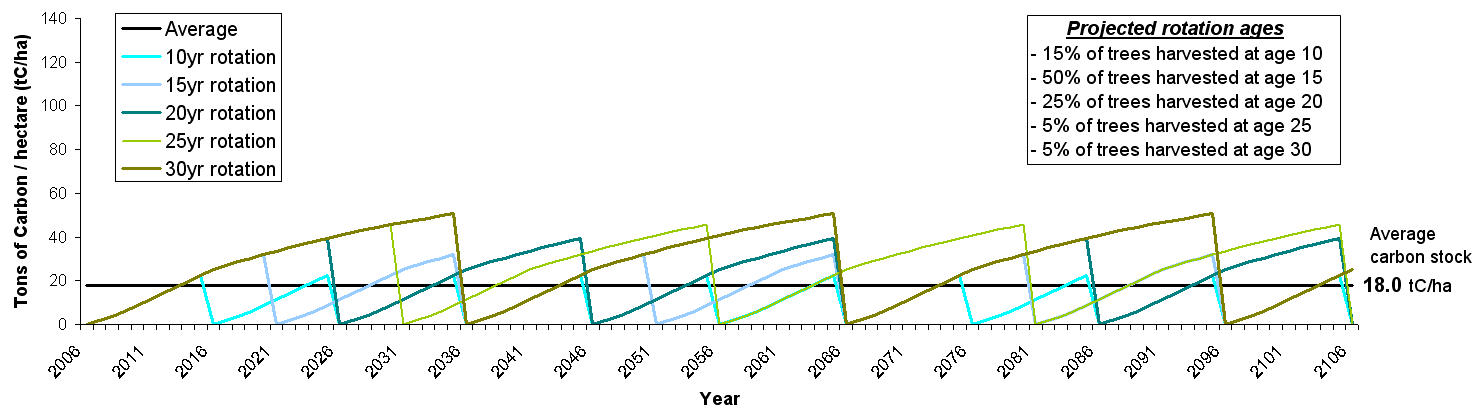 Tons of Carbon / hectare (tC/ha)
140
120
100
80
60
40
20
0
Average
10yr rotation
15yr rotation
20yr rotation
25yr rotation
30yr rotation
Projected rotation ages
- 15% of trees harvested at age 10
- 50% of trees harvested at age 15
- 25% of trees harvested at age 20
- 5% of trees harvested at age 25
- 5% of trees harvested at age 30
Average
carbon stock
18.0 tC/ha
2006
2011
2016
2021
2026
2031
2036
2041
2046
2051
2056
2061
2066
2071
2076
2081
2086
2091
2096
2101
2106
Year